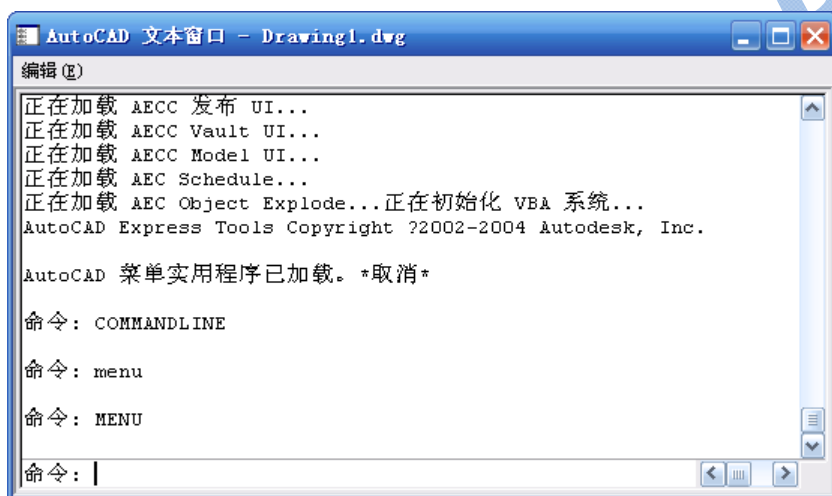 AutoCAD 文本窗口 - Drawing1.dwg
编辑(E)
正在加载 AECC 发布 UI...
正在加载 AECC Vault UI...
正在加载 AECC Model UI...
正在加载 AEC Schedule...
正在加载 AEC Object Explode...正在初始化 VBA 系统...
AutoCAD Express Tools Copyright ?2002-2004 Autodesk, Inc.
AutoCAD 菜单实用程序已加载。*取消*
命令: COMMANDLINE
命令: menu
命令: MENU
命令: